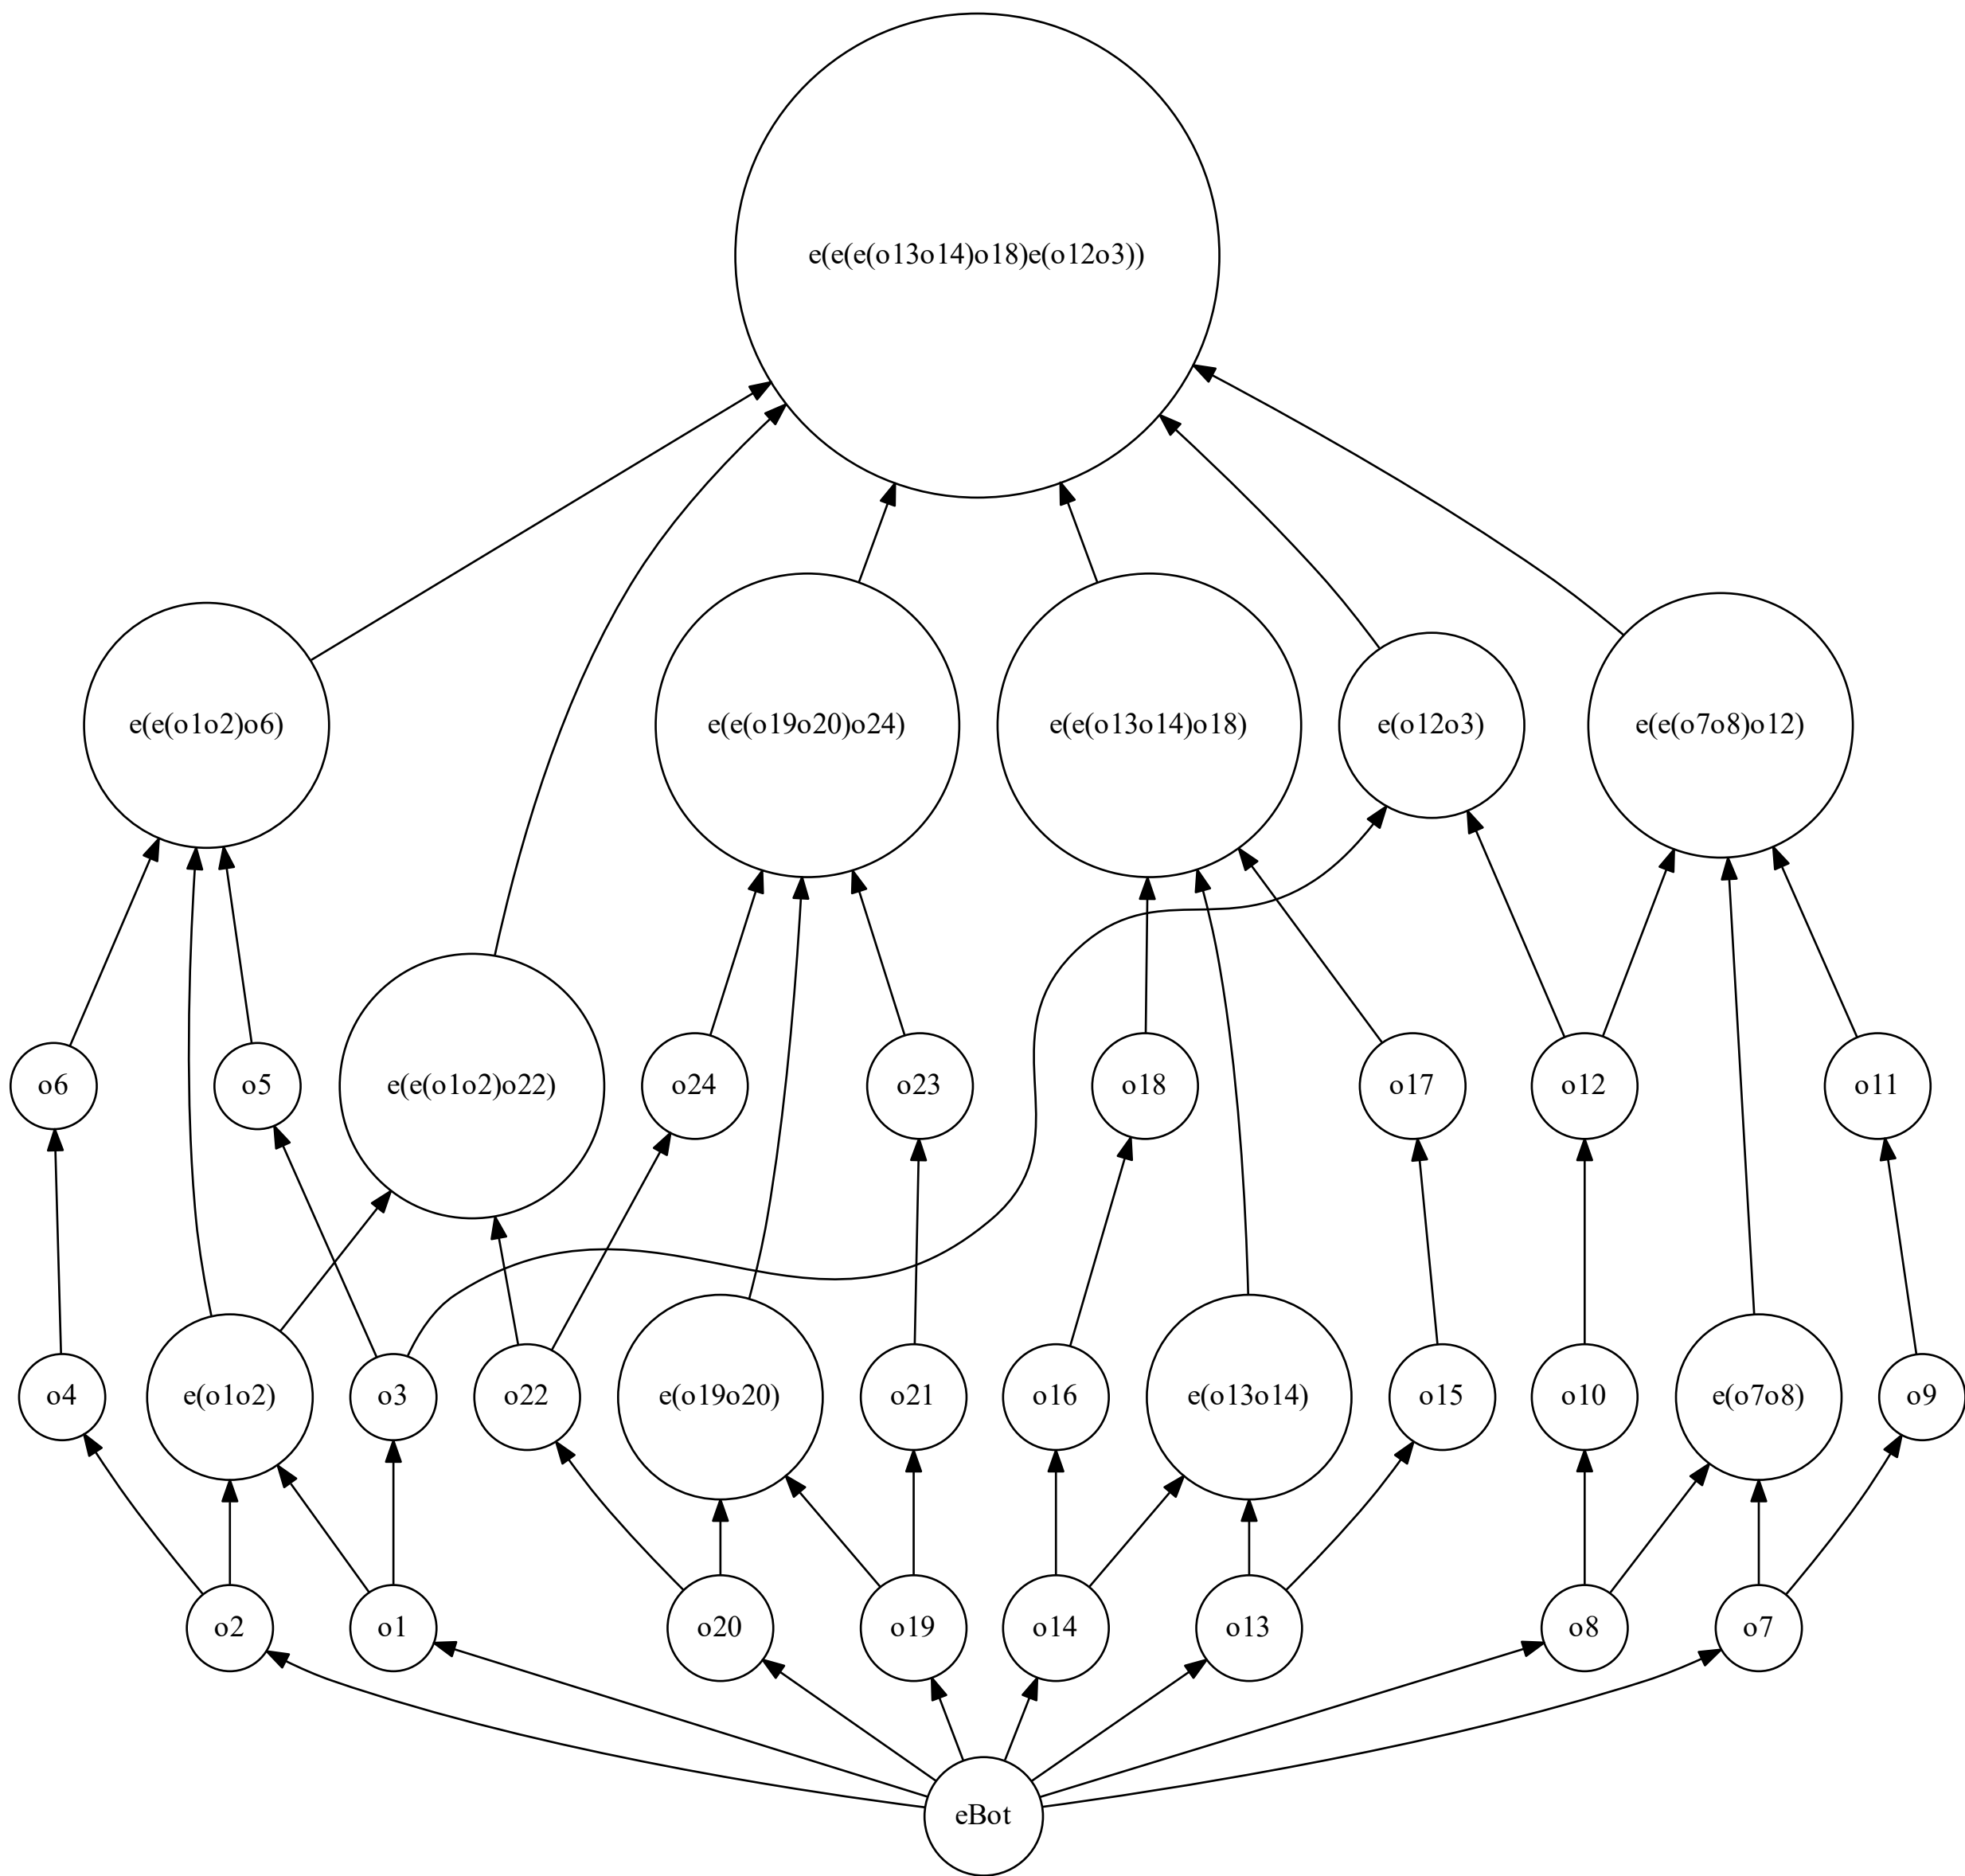 e(e(e(o13o14)o18)e(o12o3))
e(e(o1o2)o6)
e(e(o19o20)o24)
e(e(o13o14)o18)
e(o12o3)
e(e(o7o8)o12)
o6
o5
e(e(o1o2)o22)
o24
o23
o18
o17
o12
o11
o4
e(o1o2)
o3
o22
e(o19o20)
o21
o16
e(o13o14)
o15
o10
e(o7o8)
o9
o2
o1
o20
o19
o14
o13
o8
o7
eBot